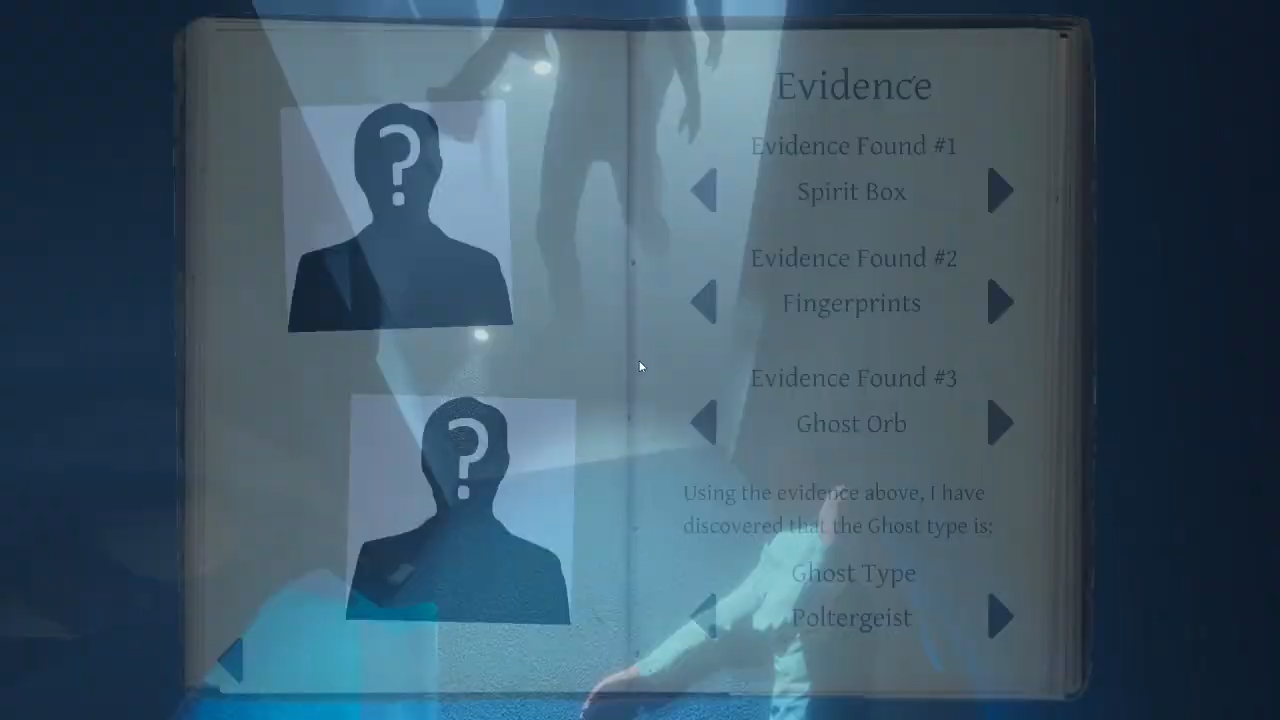 ?
?
Evidence
Evidence Found #1
Spirit Box
Evidence Found #2
Fingerprints
Evidence Found #3
Ghost Orb
Using the evidence above, I have
discovered that the Ghost type is:
Ghost Type
Poltergeist